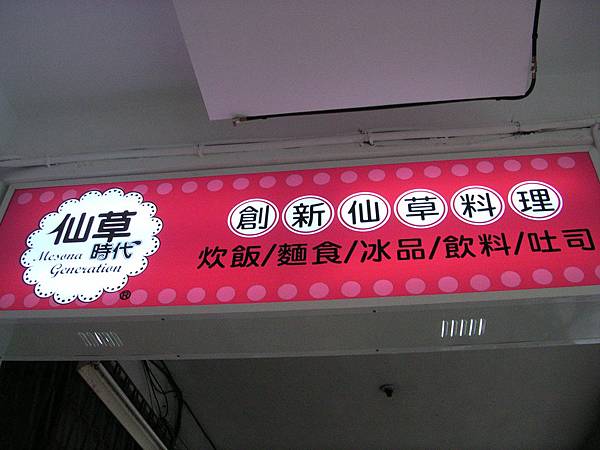 仙草
時代
Mesona
Generation
®
創新仙草料理
炊飯/麵食/冰品/飲料/吐司